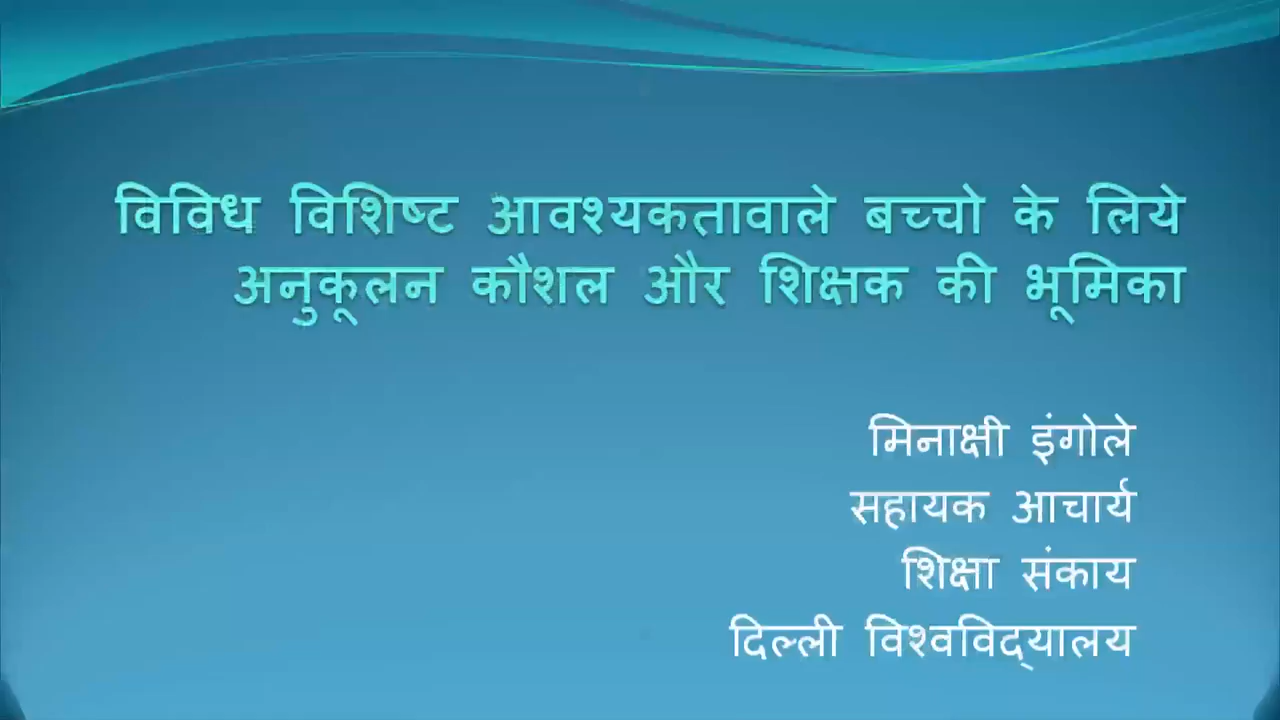 विविध विशिष्ट आवश्यकतावाले बच्चो के लिये
अनुकूलन कौशल और शिक्षक की भूमिका
मिनाक्षी इंगोले
सहायक आचार्य
शिक्षा संकाय
दिल्ली विश्वविद्यालय